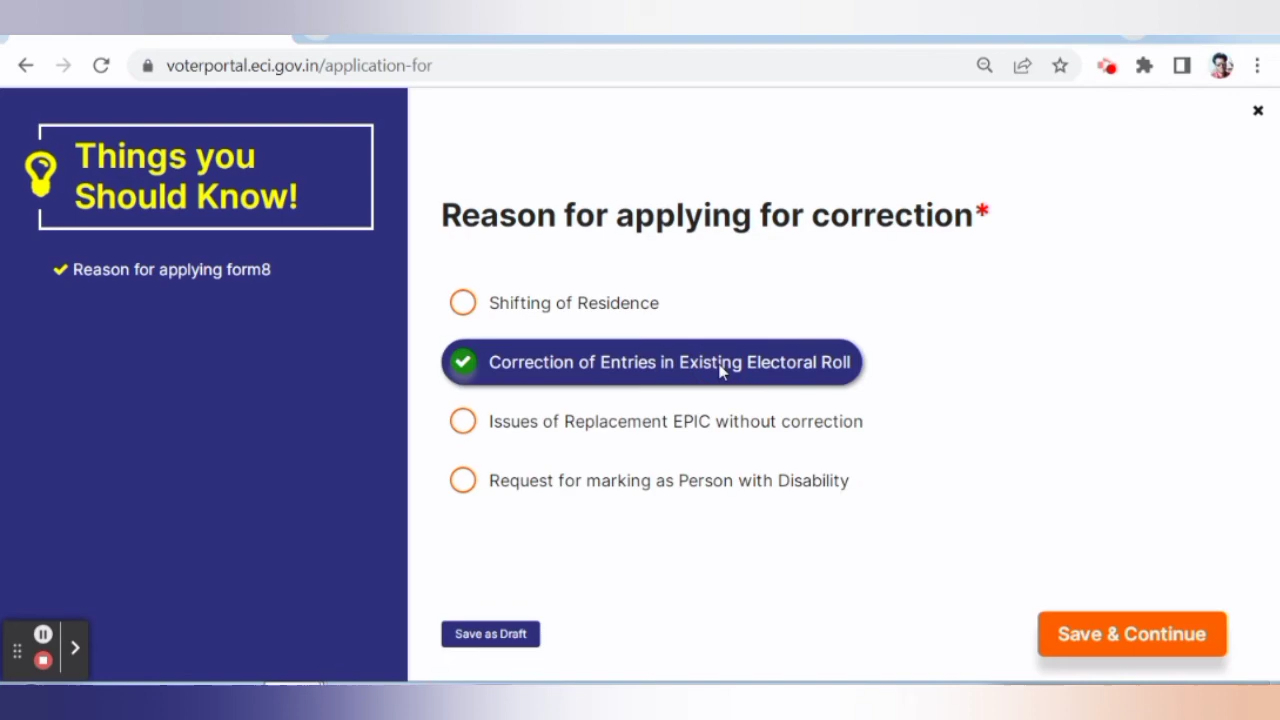 voterportal.eci.gov.in/application-for
Things you
Should Know!
Reason for applying form8
Reason for applying for correction*
Shifting of Residence
Correction of Entries in Existing Electoral Roll
Issues of Replacement EPIC without correction
Request for marking as Person with Disability
Save as Draft
Save & Continue